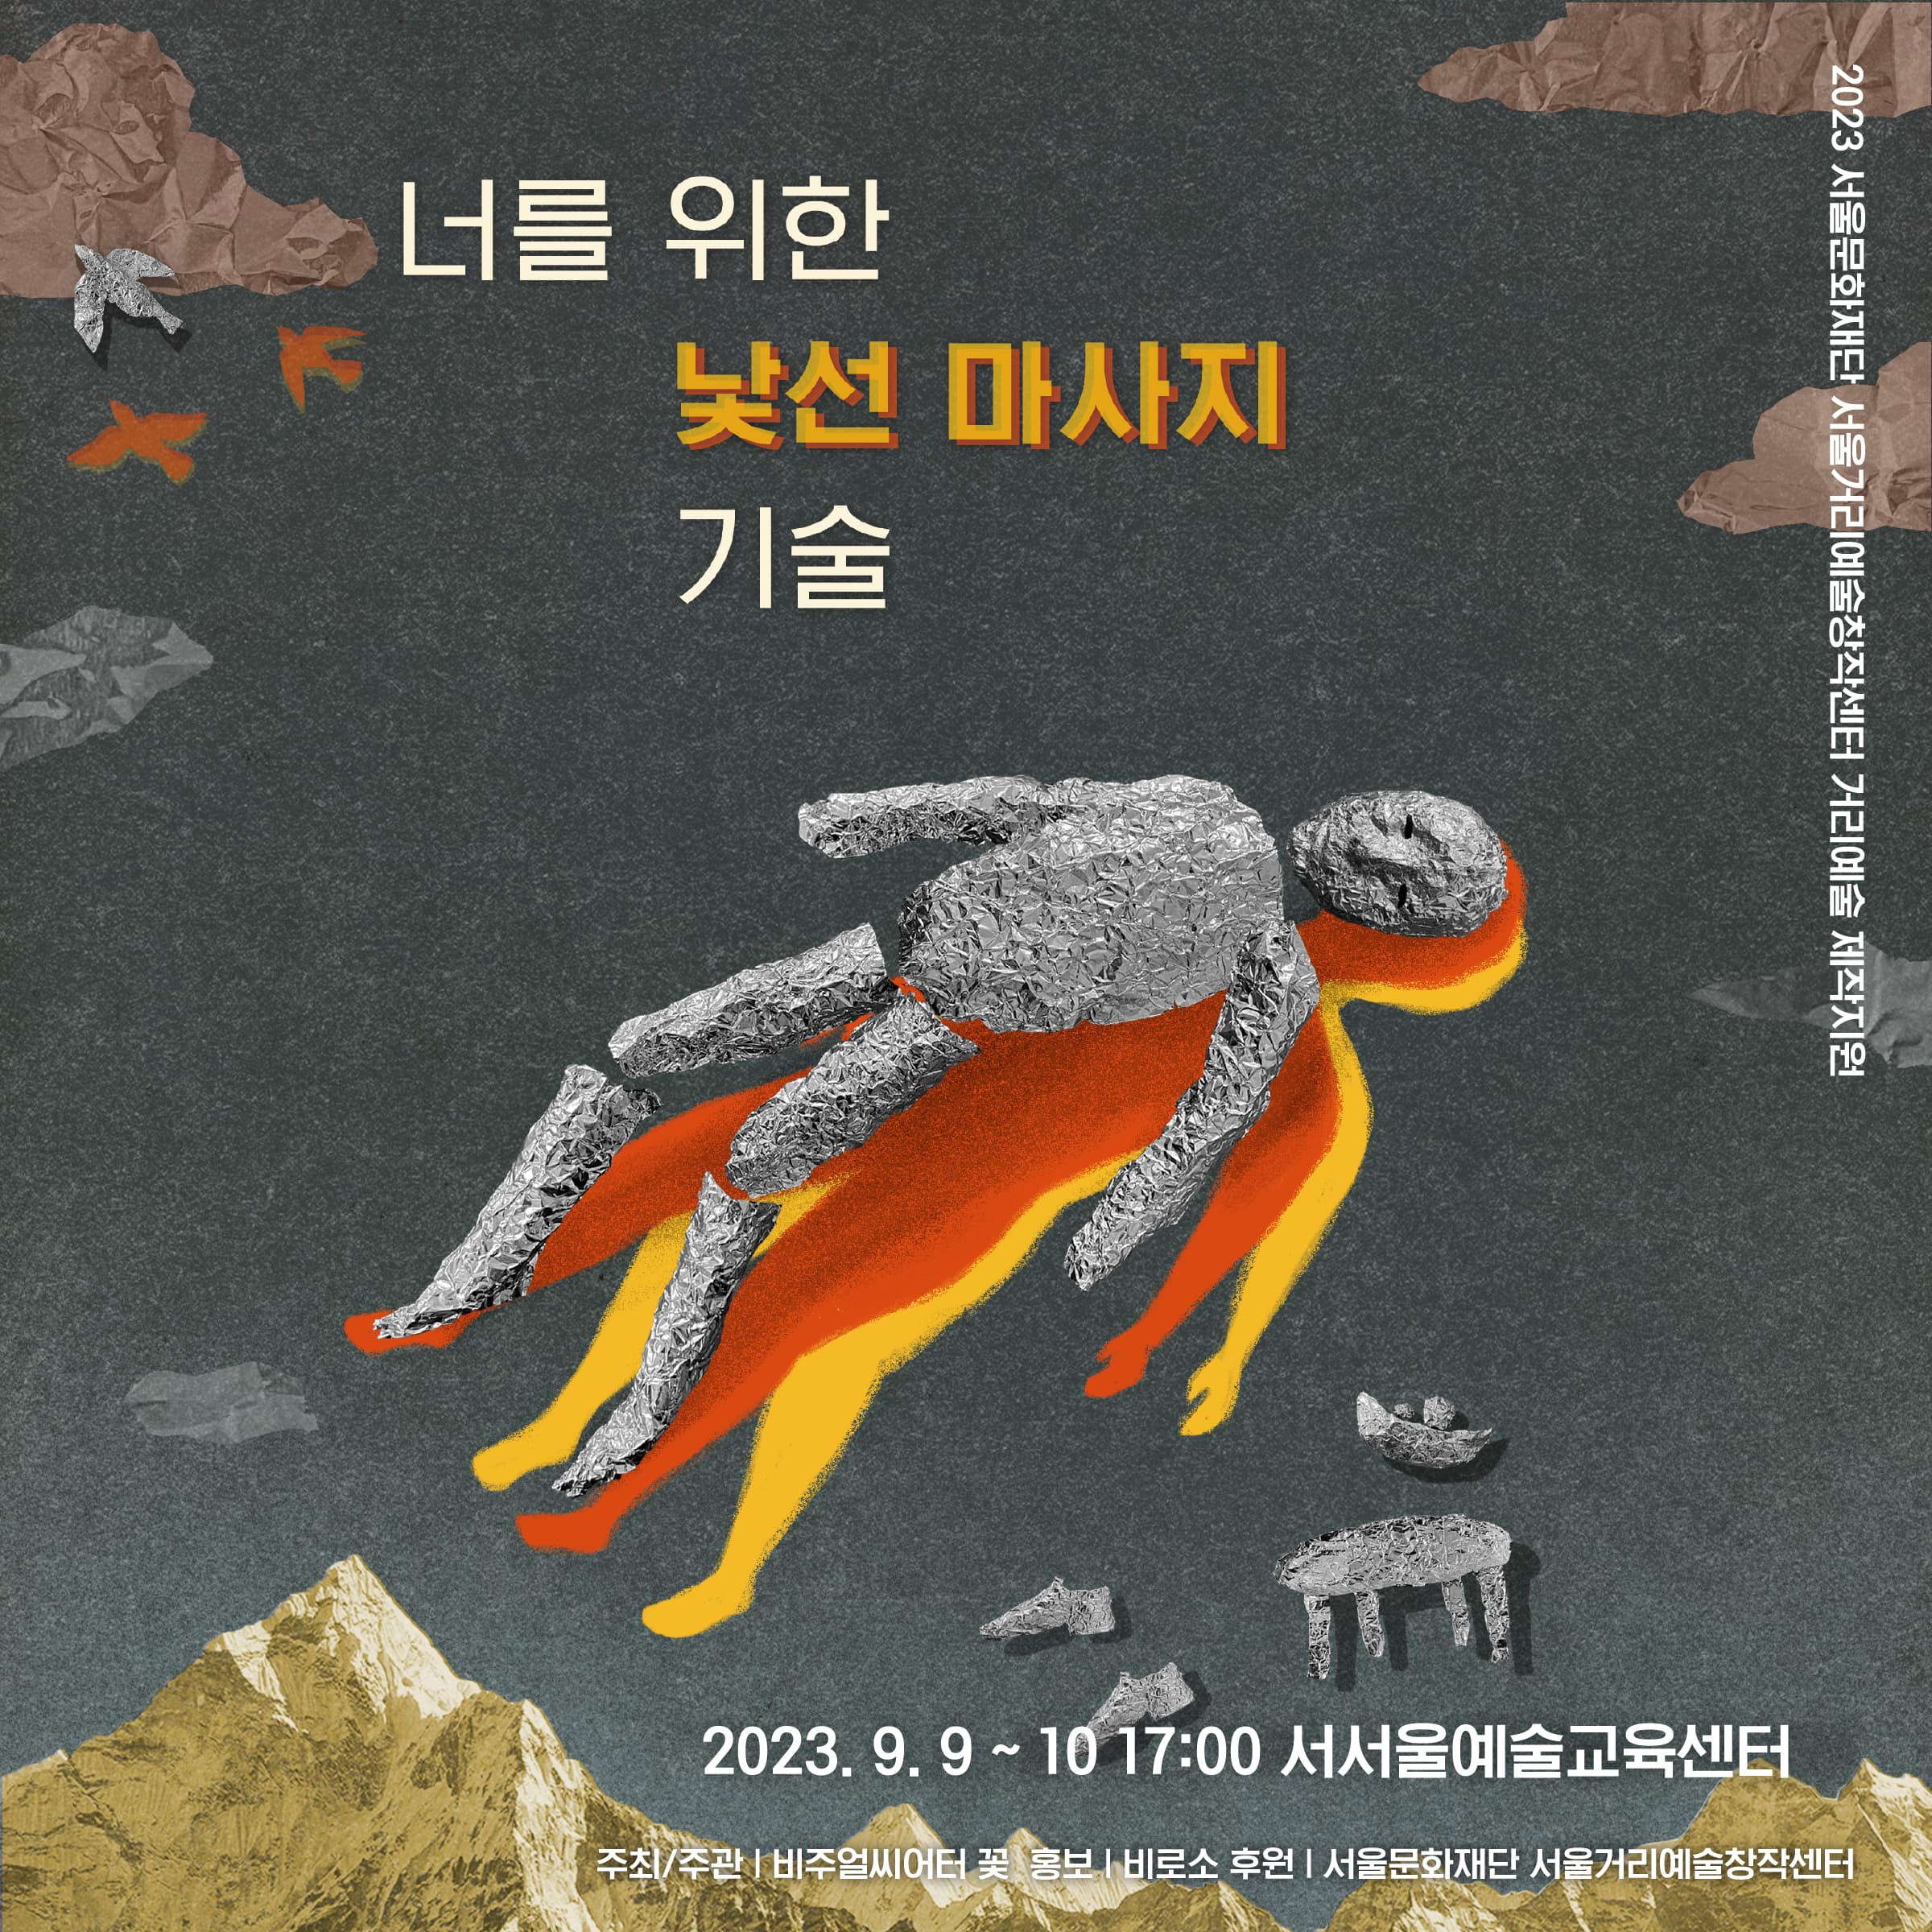 너를 위한
낯선 마사지
기술
2023 서울문화재단 서울거리예술창작센터 거리예술 제작지원
2023. 9. 9 ~ 10 17:00 서서울예술교육센터
주최/주관 | 비주얼씨어터 꽃 홍보 | 비로소 후원 | 서울문화재단 서울거리예술창작센터